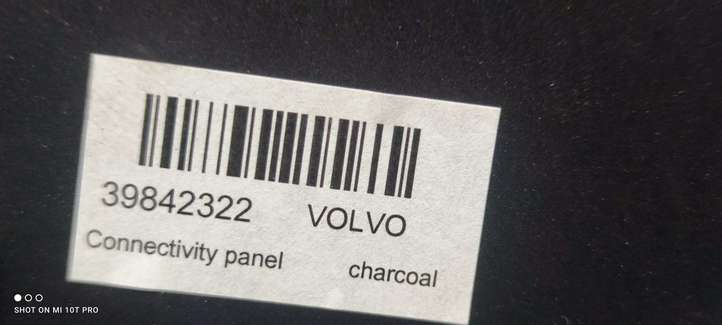 39842322 VOLVO
Connectivity panel charcoal
SHOT ON MI 10T PRO